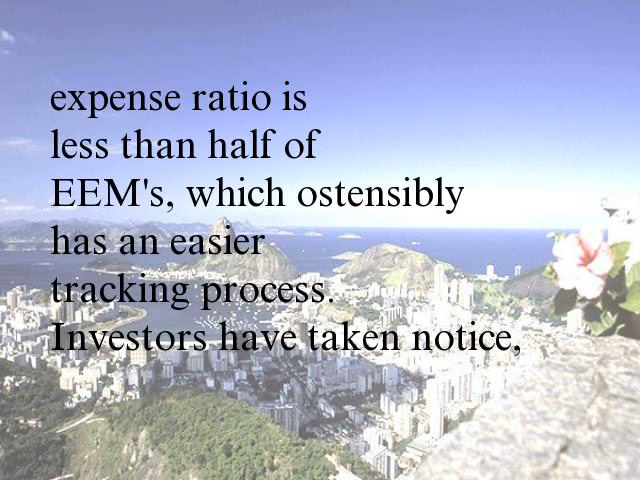 expense ratio is
less than half of
EEM's, which ostensibly
has an easier
tracking process.
Investors have taken notice,